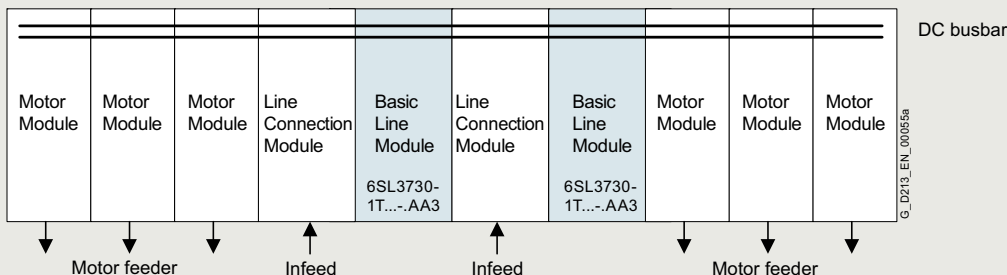 DC busbar
Motor
Module
Motor
Module
Motor
Module
Line
Connection
Module
Basic
Line
Module
6SL3730-
1T...-.AA3
Line
Connection
Module
Basic
Line
Module
6SL3730-
1T...-.AA3
Motor
Module
Motor
Module
Motor
Module
G_D213_EN_00055a
Motor feeder
Infeed
Infeed
Motor feeder